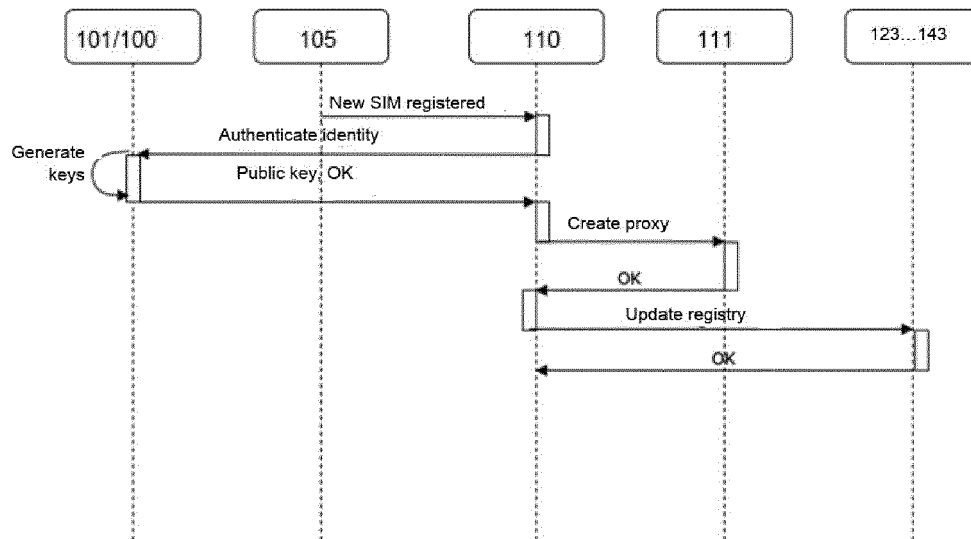 101/100
105
110
111
123...143
New SIM registered
Authenticate identity
Generate
keys
Public key, OK
Create proxy
OK
Update registry
OK